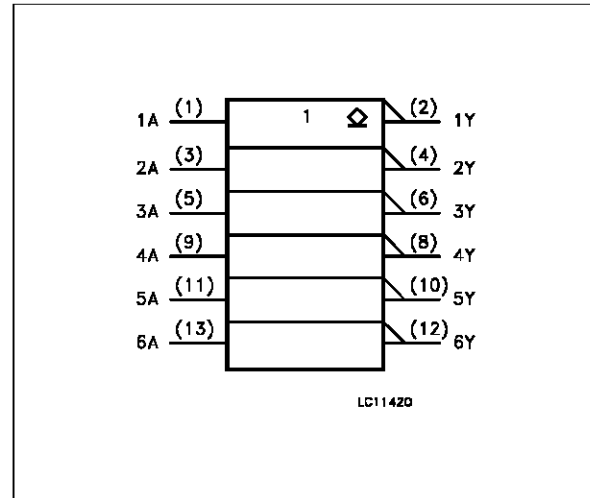 1A (1) 1 (2) 1Y
2A (3) (4) 2Y
3A (5) (6) 3Y
4A (9) (8) 4Y
5A (11) (10) 5Y
6A (13) (12) 6Y
LC11420